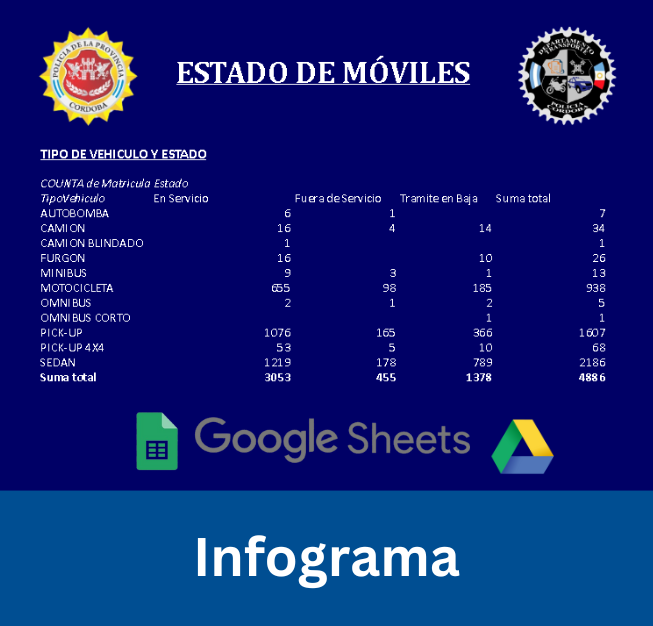 POLICIA DE LA PROVINCIA
CORDOBA
ESTADO DE MÓVILES
DEPARTAMENTO
TRANSPORTE
POLICIA
CORDOBA
TIPO DE VEHICULO Y ESTADO
COUNTA de Matricula Estado
TipoVehiculo En Servicio Fuera de Servicio Tramite en Baja Suma total
AUTOBOMBA 6 1 7
CAMION 16 4 14 34
CAMION BLINDADO 1 1
FURGON 16 10 26
MINIBUS 9 3 1 13
MOTOCICLETA 655 98 185 938
OMNIBUS 2 1 2 5
OMNIBUS CORTO 1 1
PICK-UP 1076 165 366 1607
PICK-UP 4X4 53 5 10 68
SEDAN 1219 178 789 2186
Suma total 3053 455 1378 4886
Google Sheets
Infograma